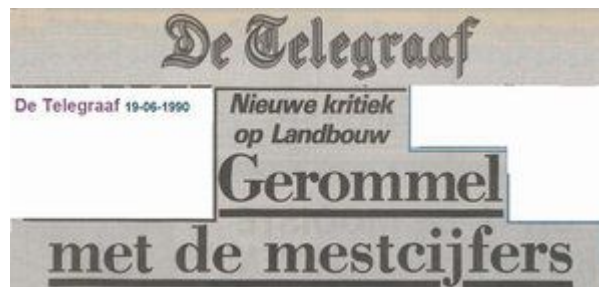 De Telegraaf
De Telegraaf 19-06-1990
Nieuwe kritiek
op Landbouw
Gerommel
met de mestcijfers